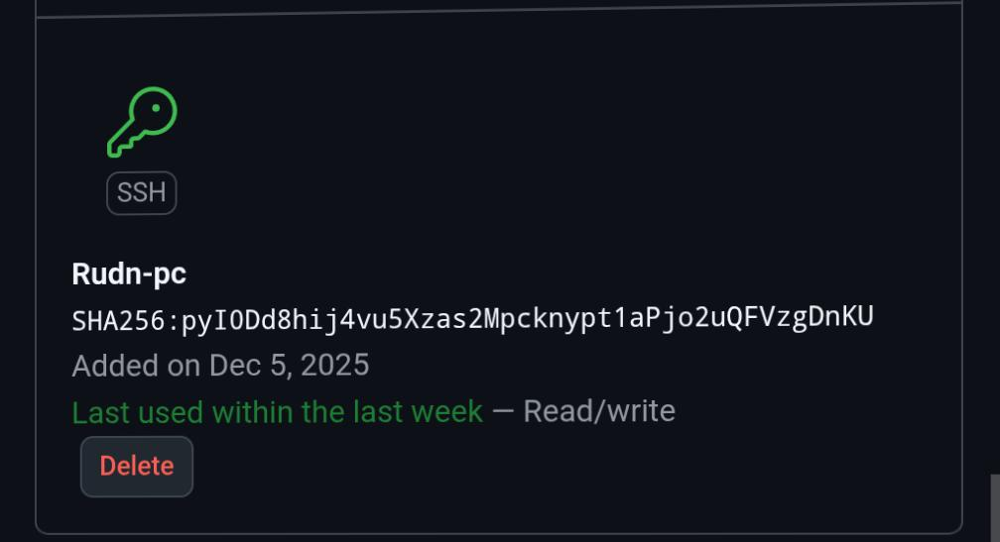 SSH
Rudn-pc
SHA256:pyIODd8hij4vu5Xzas2Mpcknypt1aPjo2uQFVzgDnKU
Added on Dec 5, 2025
Last used within the last week — Read/write
Delete